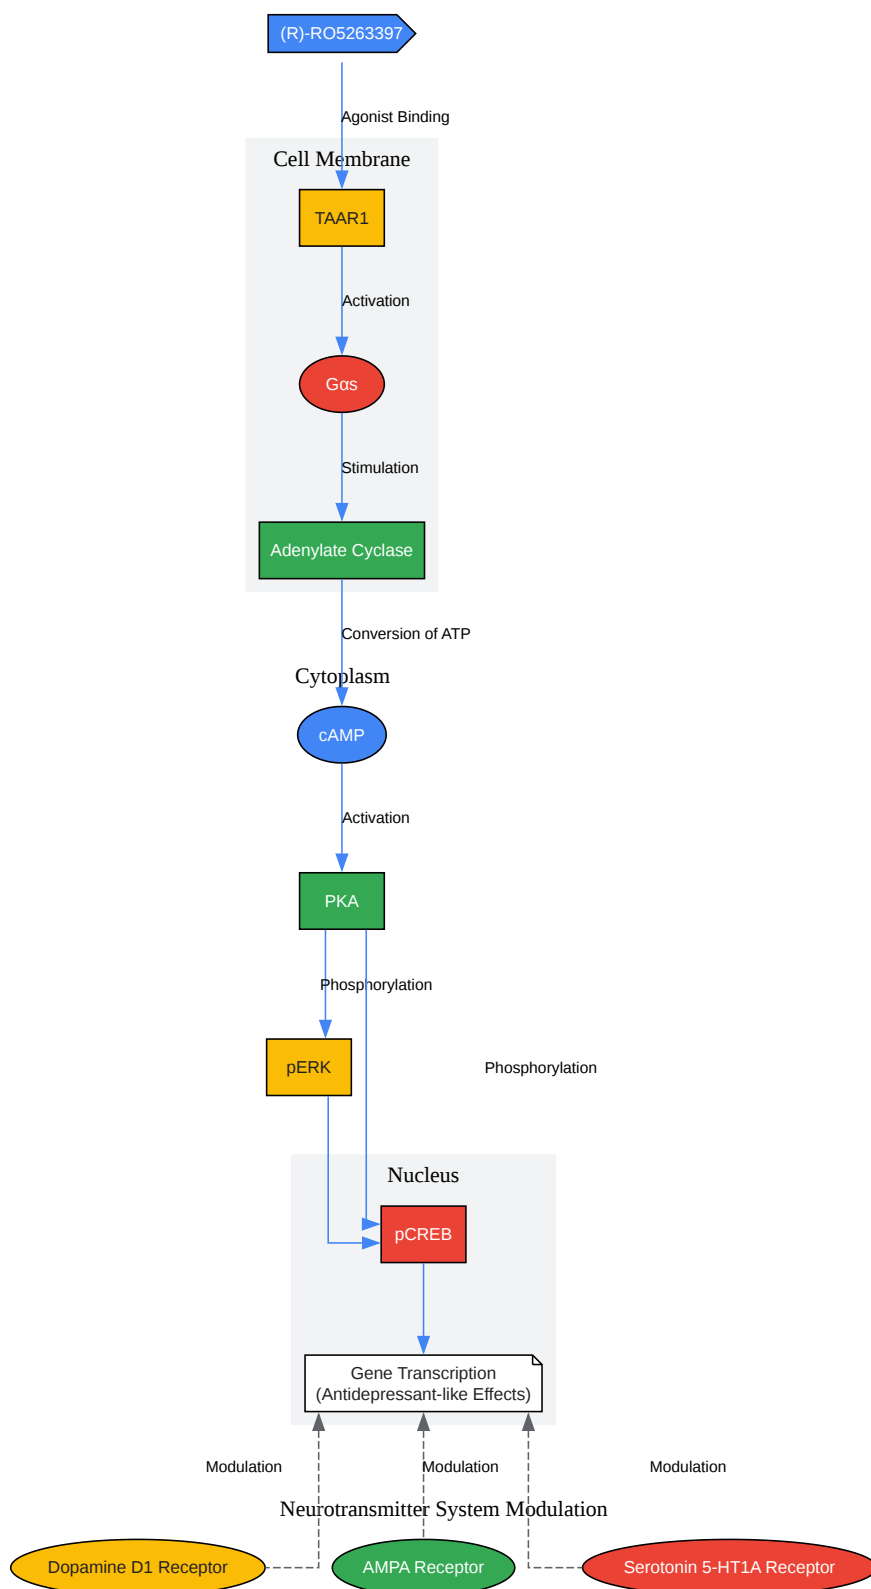 (R)-RO5263397
Agonist Binding
Cell Membrane
TAAR1
Activation
Gαs
Stimulation
Adenylate Cyclase
Conversion of ATP
Cytoplasm
cAMP
Activation
PKA
Phosphorylation
pERK
Phosphorylation
Nucleus
pCREB
Gene Transcription
(Antidepressant-like Effects)
Modulation
Modulation
Modulation
Neurotransmitter System Modulation
Dopamine D1 Receptor
AMPA Receptor
Serotonin 5-HT1A Receptor